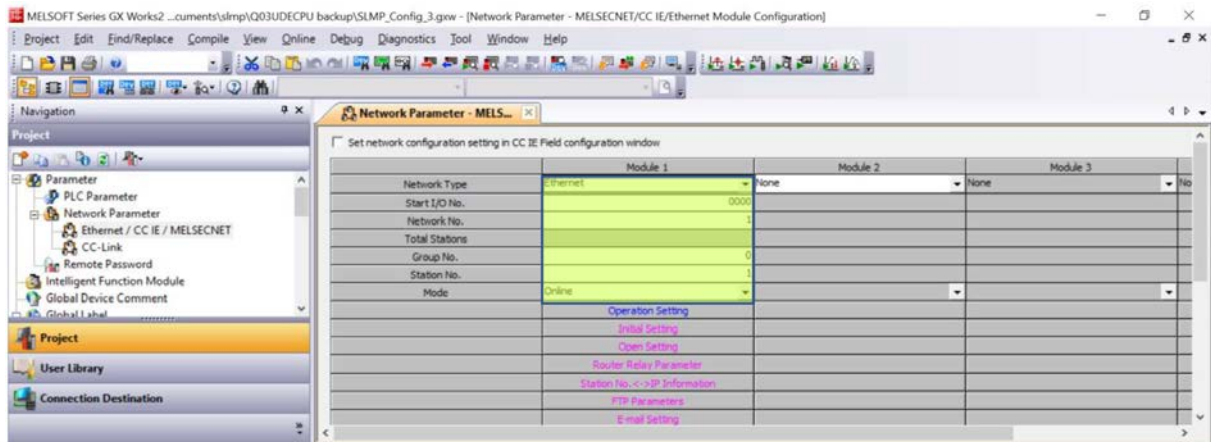 MELSOFT Series GX Works2 ...cuments\slmp\Q03UDECPU backup\SLMP_Config_3.gxw - [Network Parameter - MELSECNET/CC IE/Ethernet Module Configuration]
Project Edit Find/Replace Compile View Online Debug Diagnostics Tool Window Help
Navigation
Network Parameter - MELS...
Project
Set network configuration setting in CC IE Field configuration window
Module 1 Module 2 Module 3
Parameter
Network Type Ethernet None None No
PLC Parameter
Start I/O No. 0000
Network Parameter
Network No. 1
Ethernet / CC IE / MELSECNET
Total Stations
CC-Link
Group No. 0
Remote Password
Station No. 1
Intelligent Function Module
Mode Online
Global Device Comment
Operation Setting
Global Label
Initial Setting
Project
Open Setting
Router Relay Parameter
User Library
Station No.<->IP Information
Connection Destination
FTP Parameters
E-mail Setting